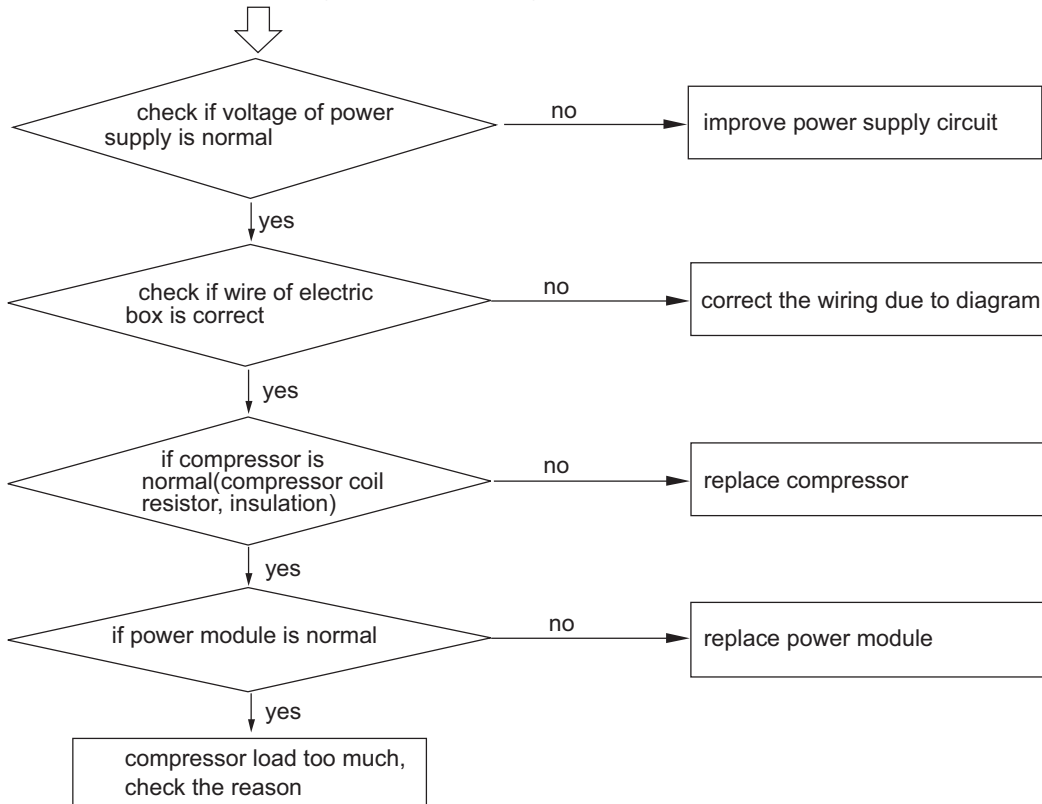 check if voltage of power
supply is normal
no
improve power supply circuit
yes
check if wire of electric
box is correct
no
correct the wiring due to diagram
yes
if compressor is
normal(compressor coil
resistor, insulation)
no
replace compressor
yes
if power module is normal
no
replace power module
yes
compressor load too much,
check the reason